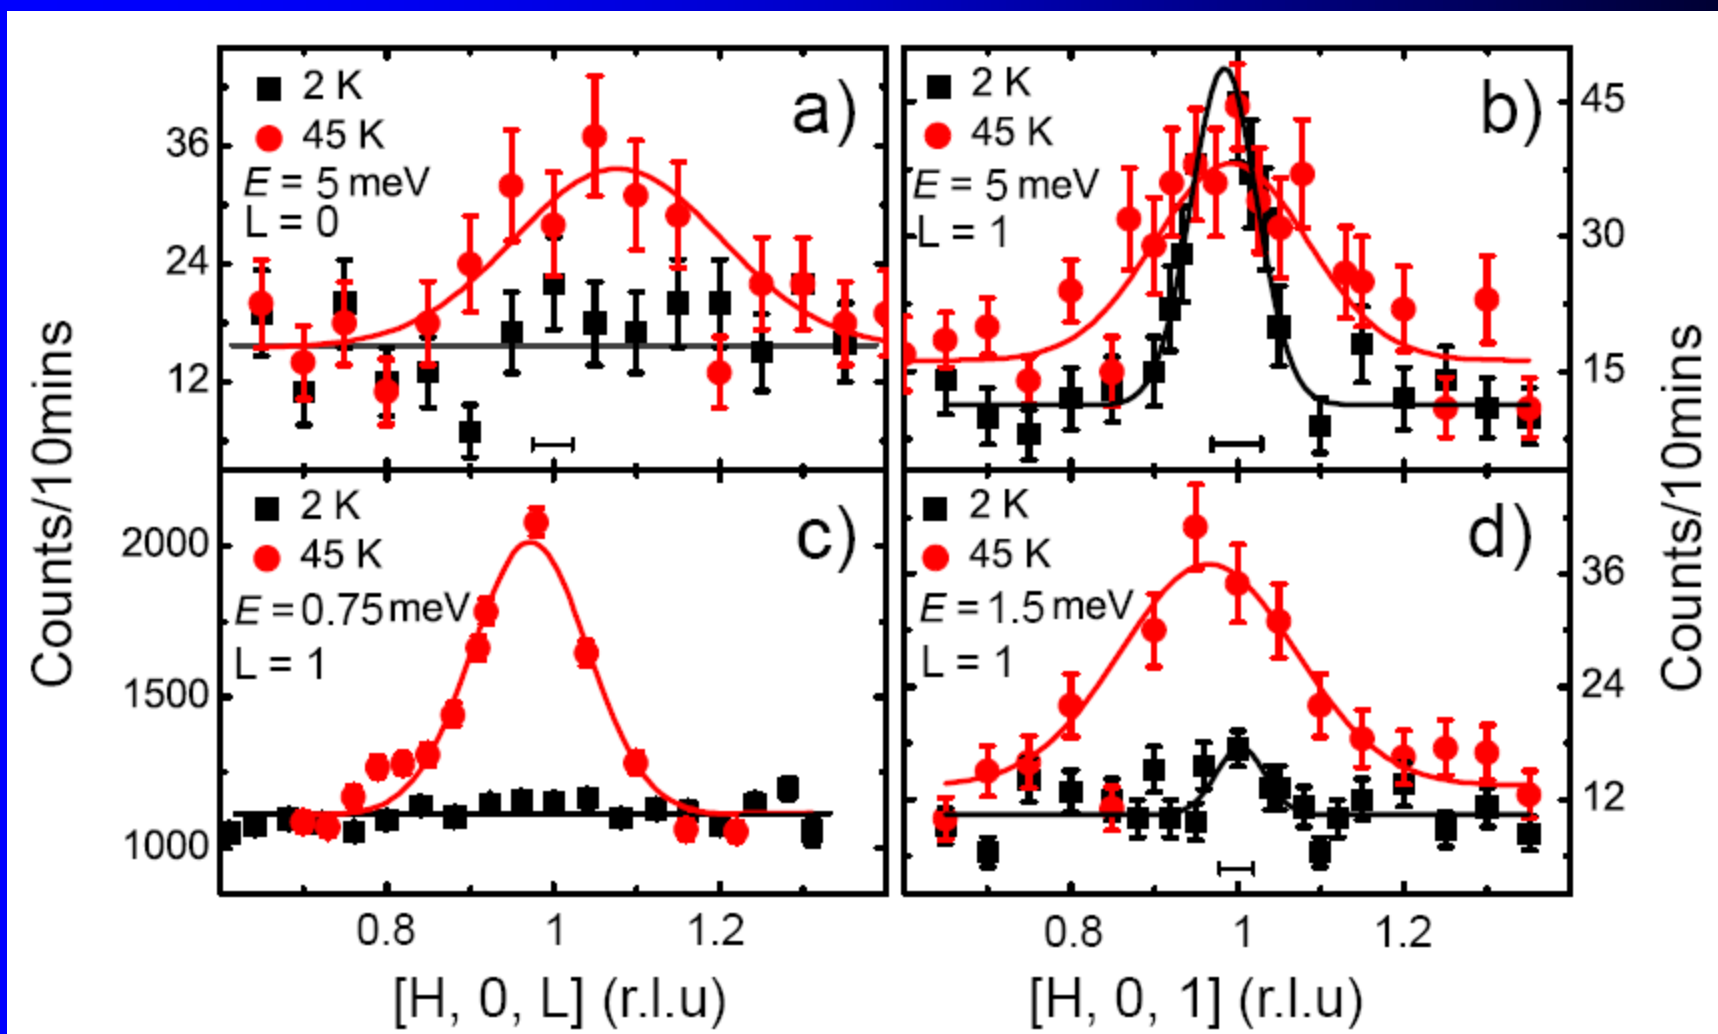 2 K
45 K
E = 5 meV
L = 0
a)
36
24
12
2 K
45 K
E = 5 meV
L = 1
b)
45
30
15
2 K
45 K
E = 0.75 meV
L = 1
c)
2000
1500
1000
2 K
45 K
E = 1.5 meV
L = 1
d)
36
24
12
0.8 1 1.2
0.8 1 1.2
[H, 0, L] (r.l.u)
[H, 0, 1] (r.l.u)
Counts/10mins
Counts/10mins